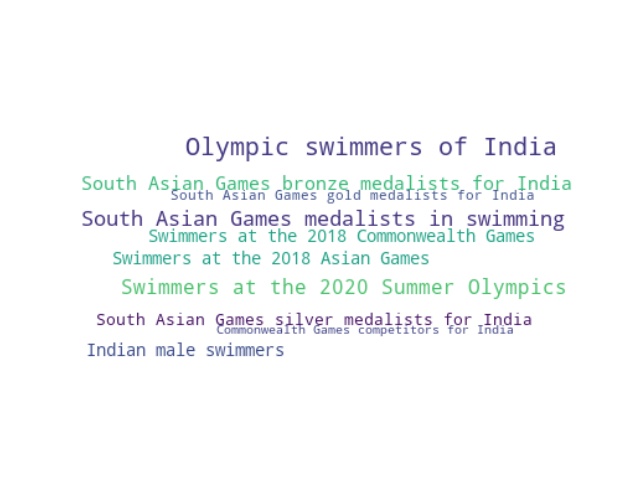 Olympic swimmers of India
South Asian Games bronze medalists for India
South Asian Games gold medalists for India
South Asian Games medalists in swimming
Swimmers at the 2018 Commonwealth Games
Swimmers at the 2018 Asian Games
Swimmers at the 2020 Summer Olympics
South Asian Games silver medalists for India
Commonwealth Games competitors for India
Indian male swimmers